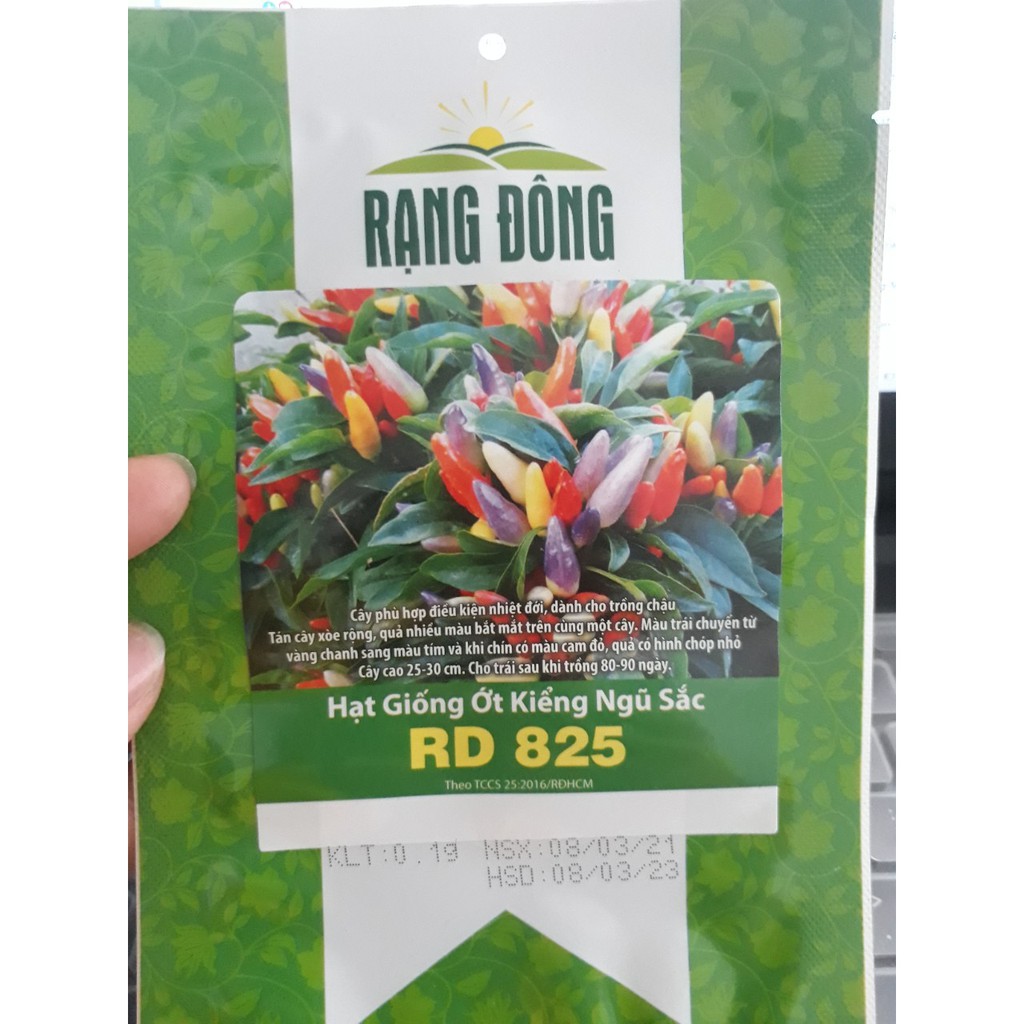 RẠNG ĐÔNG
Cây phù hợp điều kiện nhiệt đới, dành cho trồng chậu
Tán cây xòe rộng, quả nhiều màu bắt mắt trên cùng một cây. Màu trái chuyển từ
vàng chanh sang màu tím và khi chín có màu cam đỏ, quả có hình chóp nhỏ
Cây cao 25-30 cm. Cho trái sau khi trồng 80-90 ngày.
Hạt Giống Ớt Kiểng Ngũ Sắc
RD 825
Theo TCCS 25:2016/RĐHCM
KLT:0.1g NSX:08/03/21
HSD:08/03/23